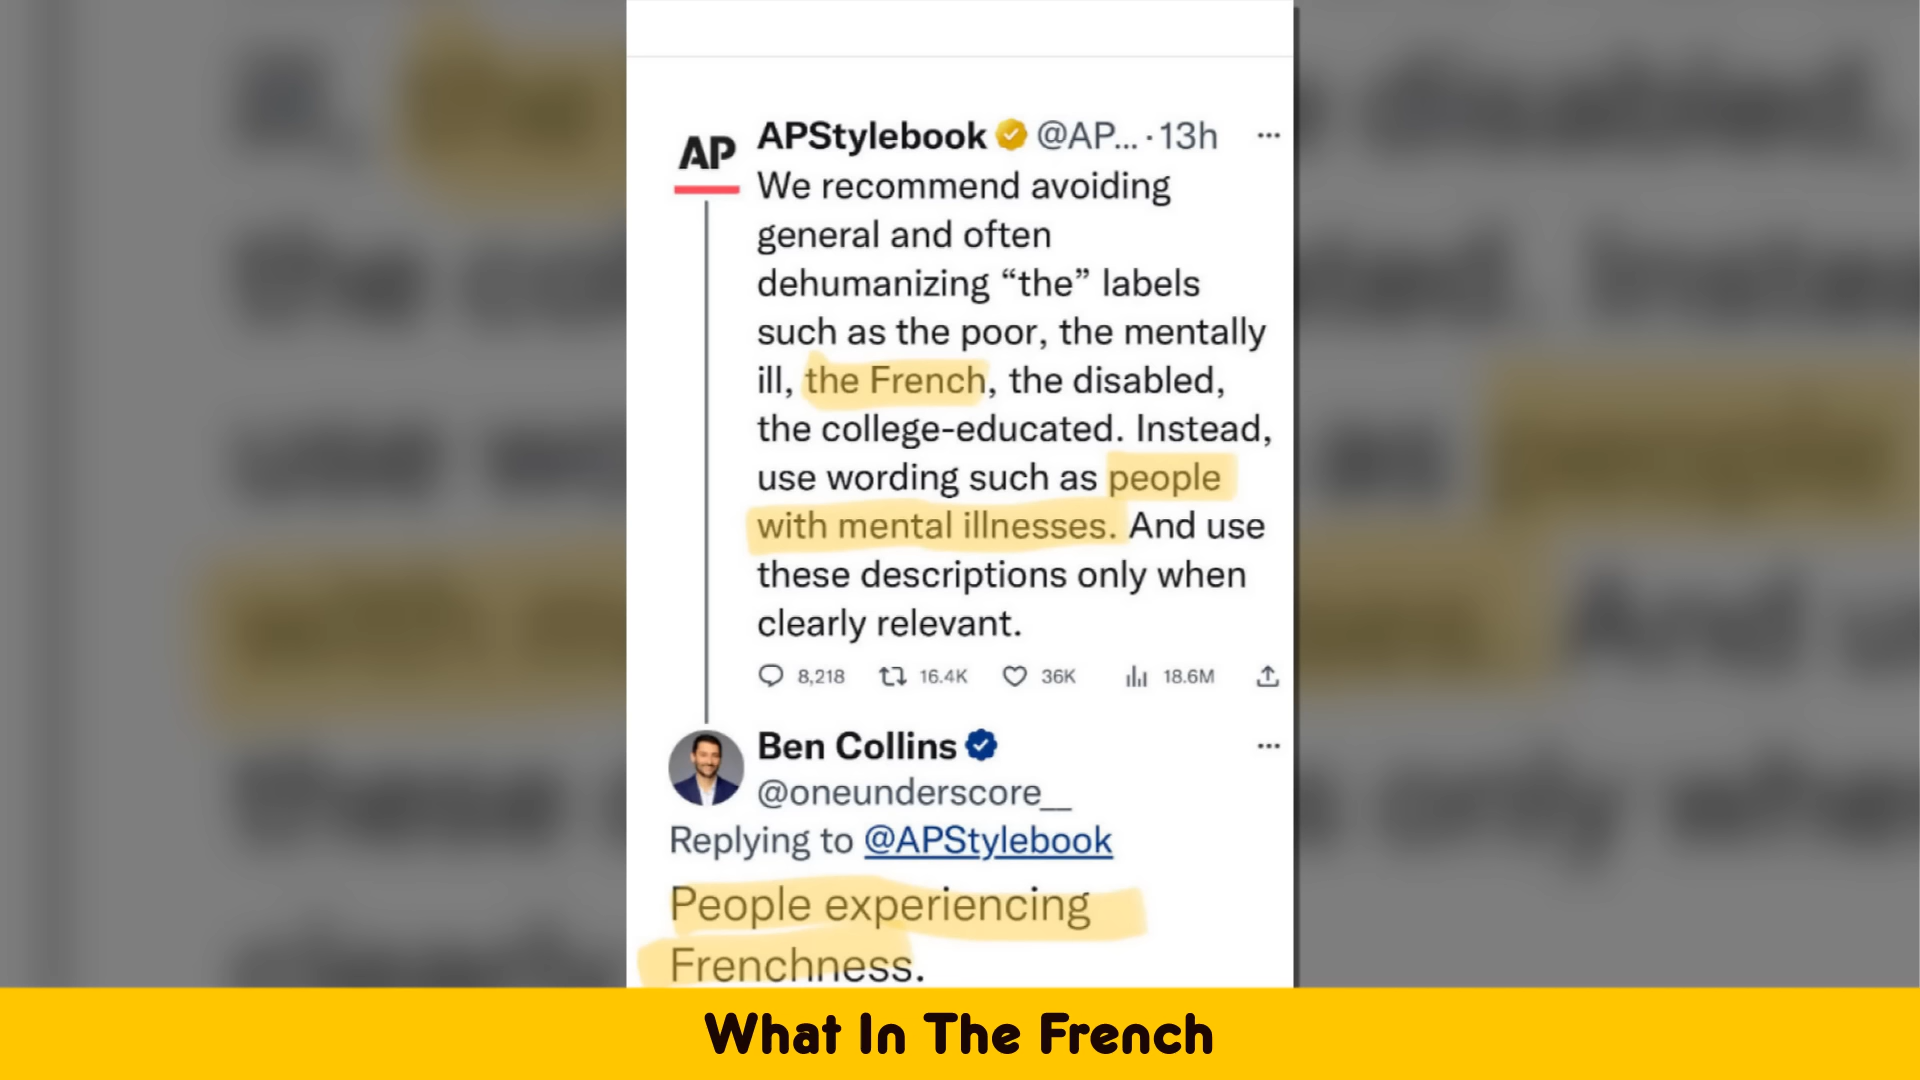 APStylebook @AP... · 13h
AP
We recommend avoiding
general and often
dehumanizing “the” labels
such as the poor, the mentally
ill, the French, the disabled,
the college-educated. Instead,
use wording such as people
with mental illnesses. And use
these descriptions only when
clearly relevant.
8,218 16.4K 36K 18.6M
Ben Collins
@oneunderscore__
Replying to @APStylebook
People experiencing
Frenchness.
What In The French